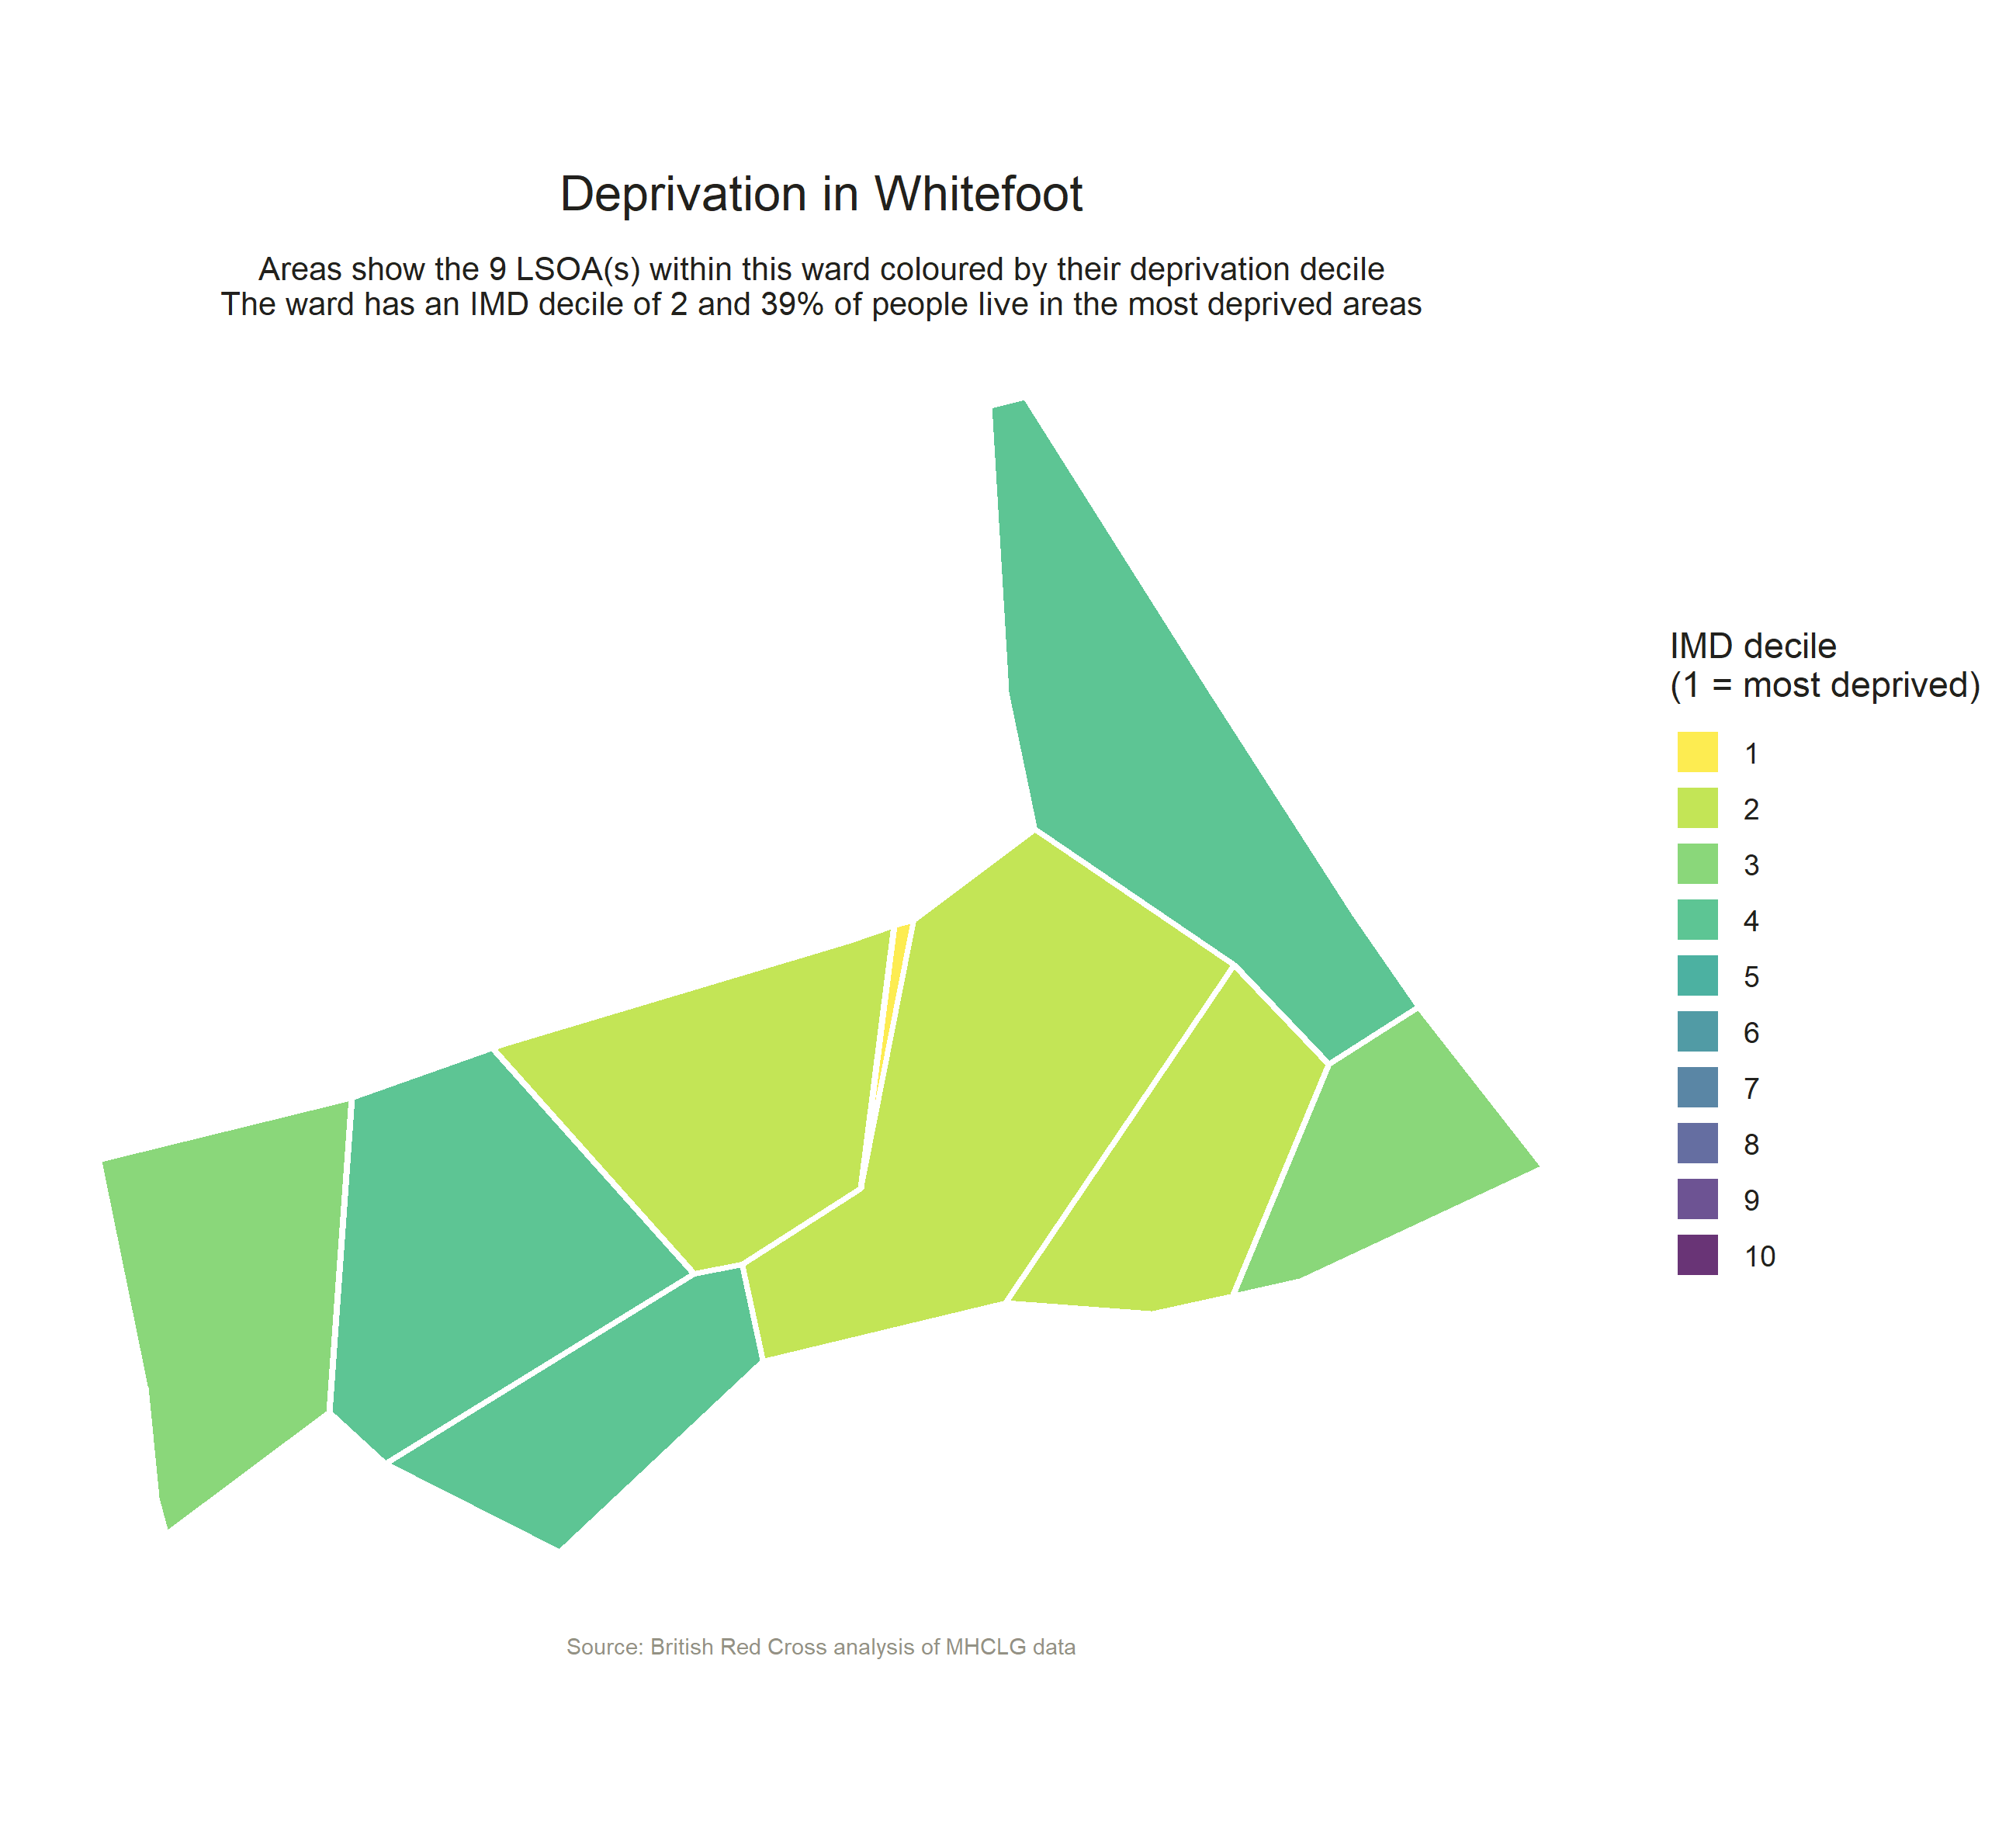 Deprivation in Whitefoot
Areas show the 9 LSOA(s) within this ward coloured by their deprivation decile
The ward has an IMD decile of 2 and 39% of people live in the most deprived areas
IMD decile
(1 = most deprived)
1
2
3
4
5
6
7
8
9
10
Source: British Red Cross analysis of MHCLG data